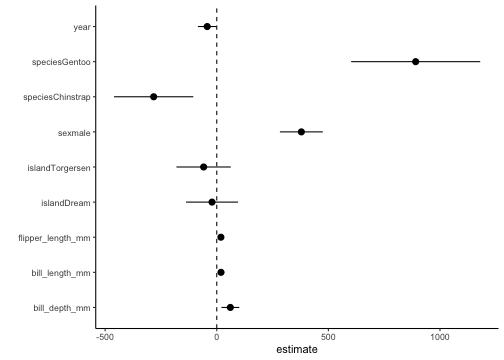 year
speciesGentoo
speciesChinstrap
sexmale
islandTorgersen
islandDream
flipper_length_mm
bill_length_mm
bill_depth_mm
-500 0 500 1000
estimate